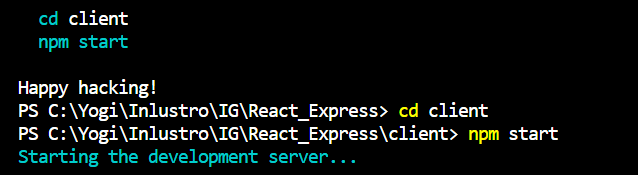 cd client
npm start
Happy hacking!
PS C:\Yogi\Inlustro\IG\React_Express> cd client
PS C:\Yogi\Inlustro\IG\React_Express\client> npm start
Starting the development server...